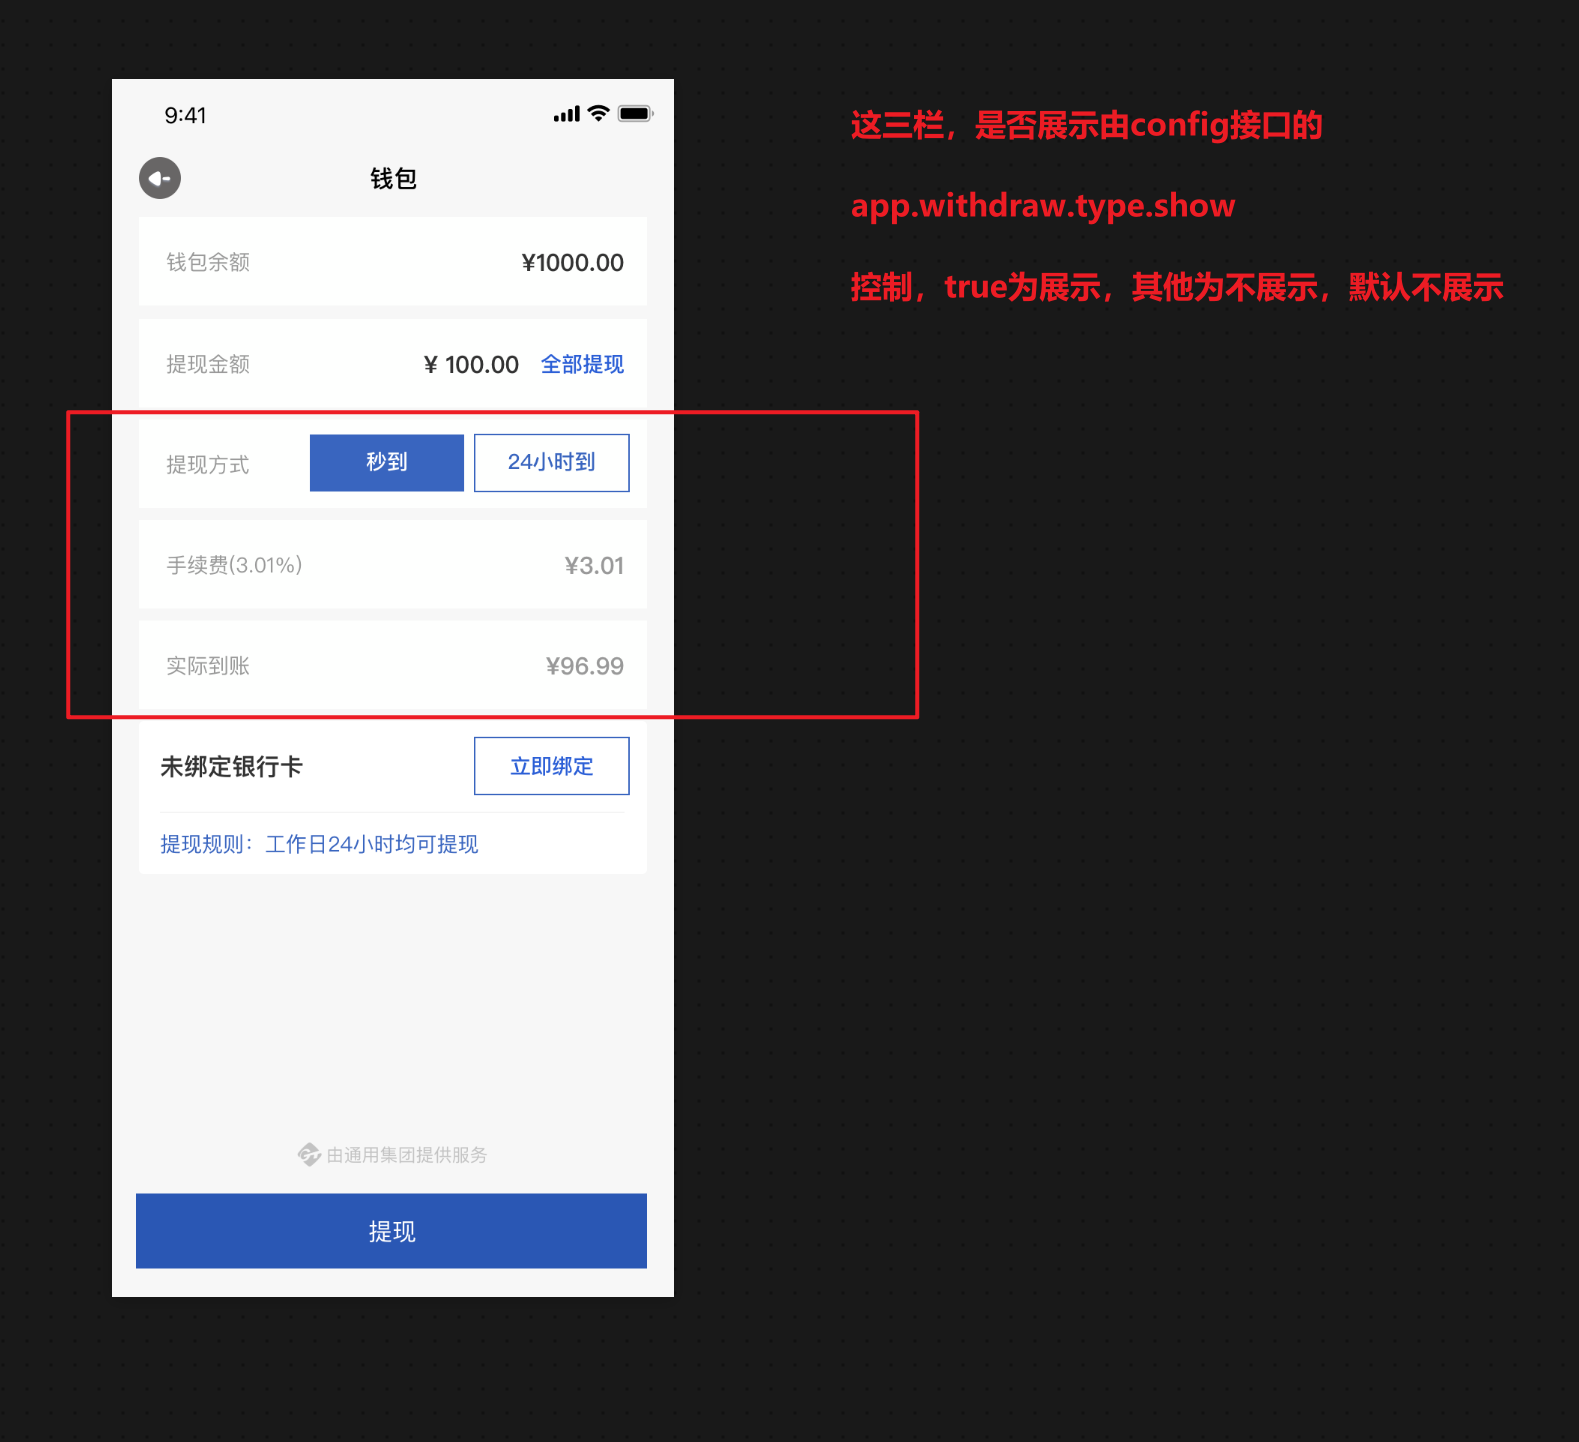 9:41
钱包
钱包余额 ¥1000.00
提现金额 ¥ 100.00 全部提现
提现方式 秒到 24小时到
手续费(3.01%) ¥3.01
实际到账 ¥96.99
未绑定银行卡 立即绑定
提现规则：工作日24小时均可提现
由通用集团提供服务
提现
这三栏，是否展示由config接口的
app.withdraw.type.show
控制，true为展示，其他为不展示，默认不展示